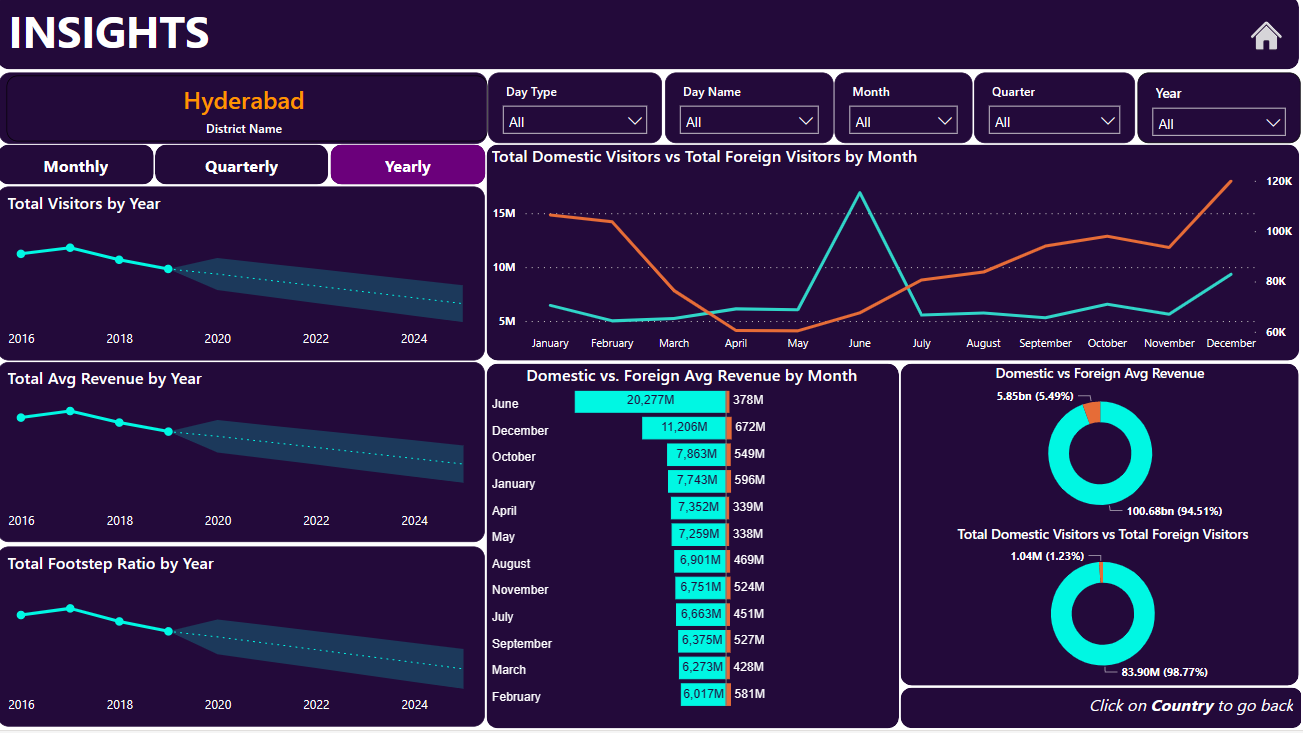 INSIGHTS
Hyderabad
District Name
Day Type
All
Day Name
All
Month
All
Quarter
All
Year
All
Monthly
Quarterly
Yearly
Total Visitors by Year
2016 2018 2020 2022 2024
Total Avg Revenue by Year
2016 2018 2020 2022 2024
Total Footstep Ratio by Year
2016 2018 2020 2022 2024
Total Domestic Visitors vs Total Foreign Visitors by Month
15M
10M
5M
120K
100K
80K
60K
January February March April May June July August September October November December
Domestic vs. Foreign Avg Revenue by Month
June 20,277M 378M
December 11,206M 672M
October 7,863M 549M
January 7,743M 596M
April 7,352M 339M
May 7,259M 338M
August 6,901M 469M
November 6,751M 524M
July 6,663M 451M
September 6,375M 527M
March 6,273M 428M
February 6,017M 581M
Domestic vs Foreign Avg Revenue
5.85bn (5.49%)
100.68bn (94.51%)
Total Domestic Visitors vs Total Foreign Visitors
1.04M (1.23%)
83.90M (98.77%)
Click on Country to go back